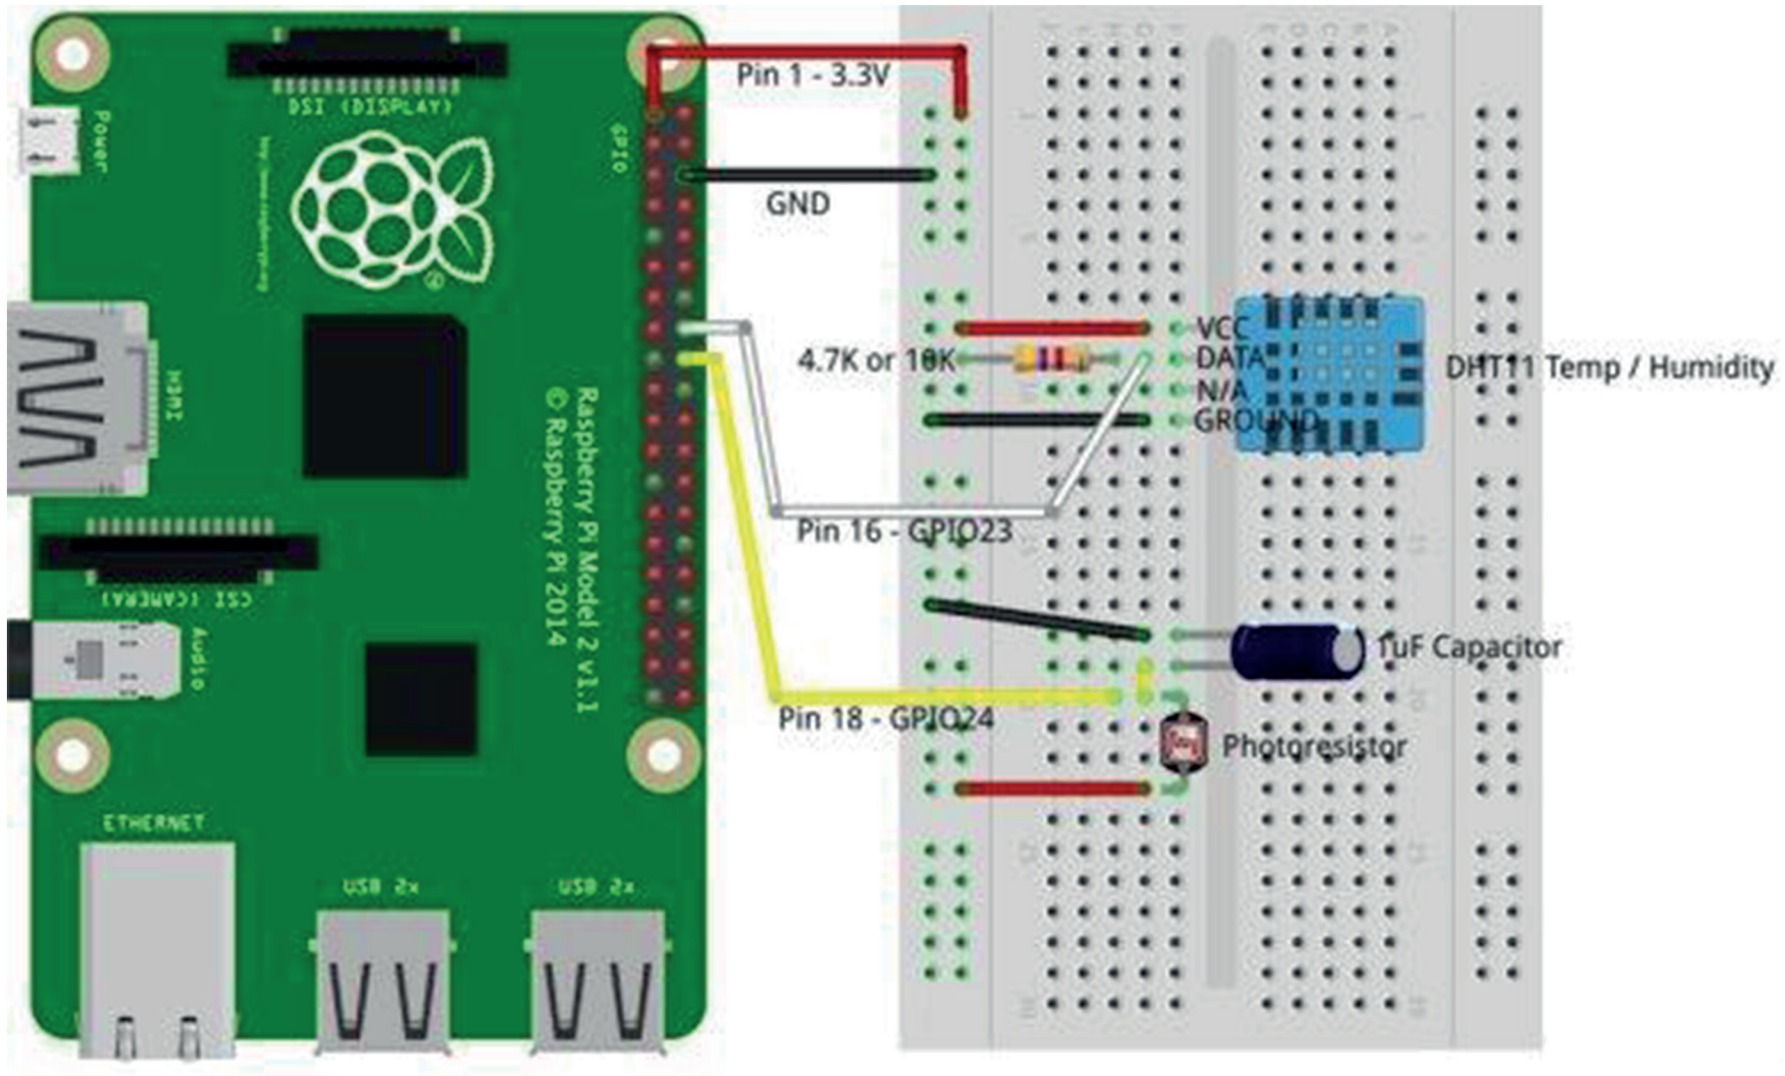 Pin 1 - 3.3V
DSI (DISPLAY)
Power
GPIO
GND
VCC
4.7K or 10K
DATA
DHT11 Temp / Humidity
N/A
GROUND
HDMI
Raspberry Pi Model 2 v1.1
© Raspberry Pi 2014
Pin 16 - GPIO23
CSI (CAMERA)
Audio
1uF Capacitor
Pin 18 - GPIO24
Photoresistor
ETHERNET
USB 2x
USB 2x